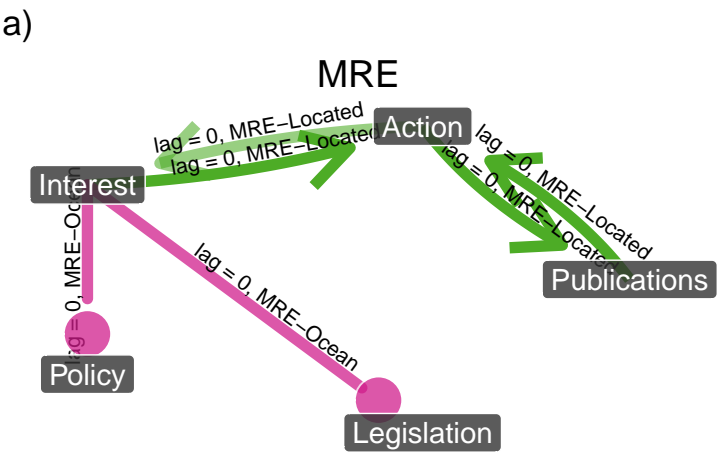 a)
MRE
lag = 0, MRE−Located
Action
lag = 0, MRE−Located
lag = 0, MRE−Located
lag = 0, MRE−Located
Interest
lag = 0, MRE−Ocean
lag = 0, MRE−Ocean
Publications
Policy
Legislation